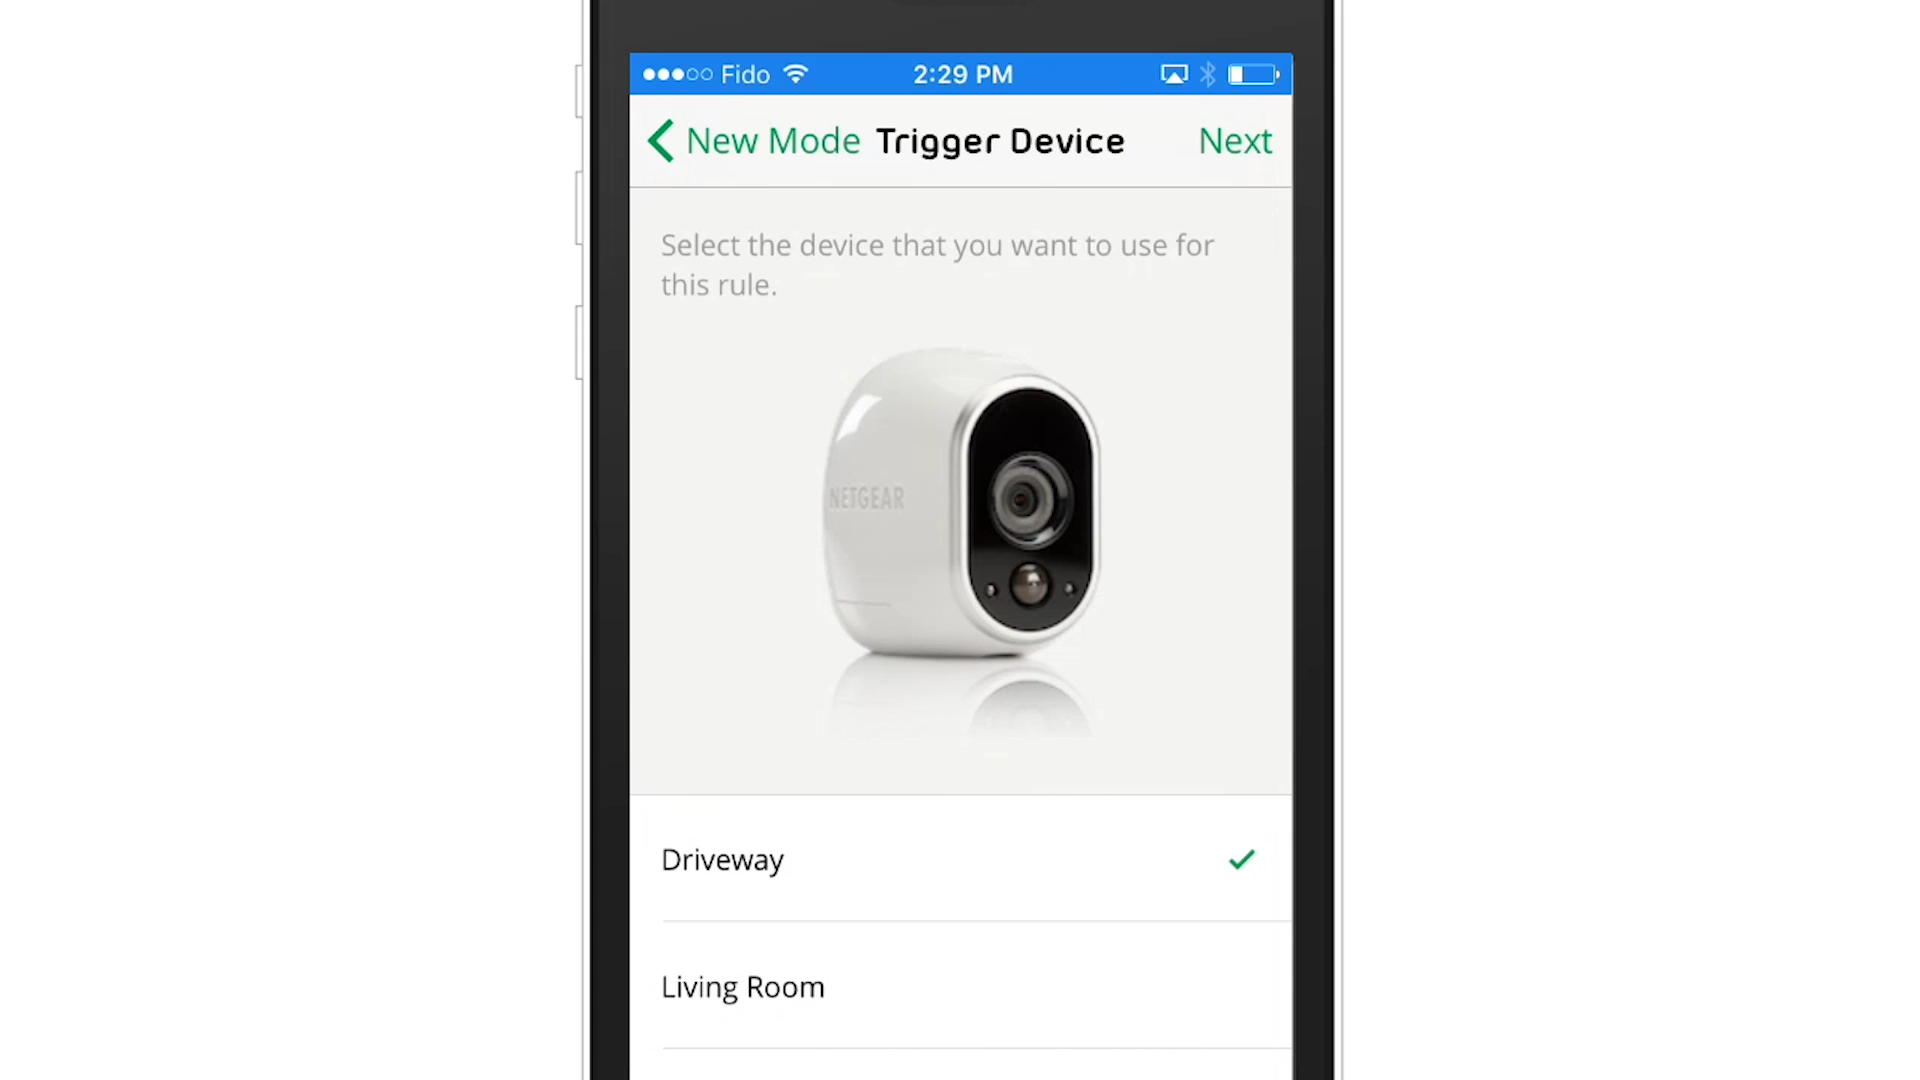 Fido 2:29 PM
New Mode Trigger Device Next
Select the device that you want to use for
this rule.
NETGEAR
Driveway
Living Room